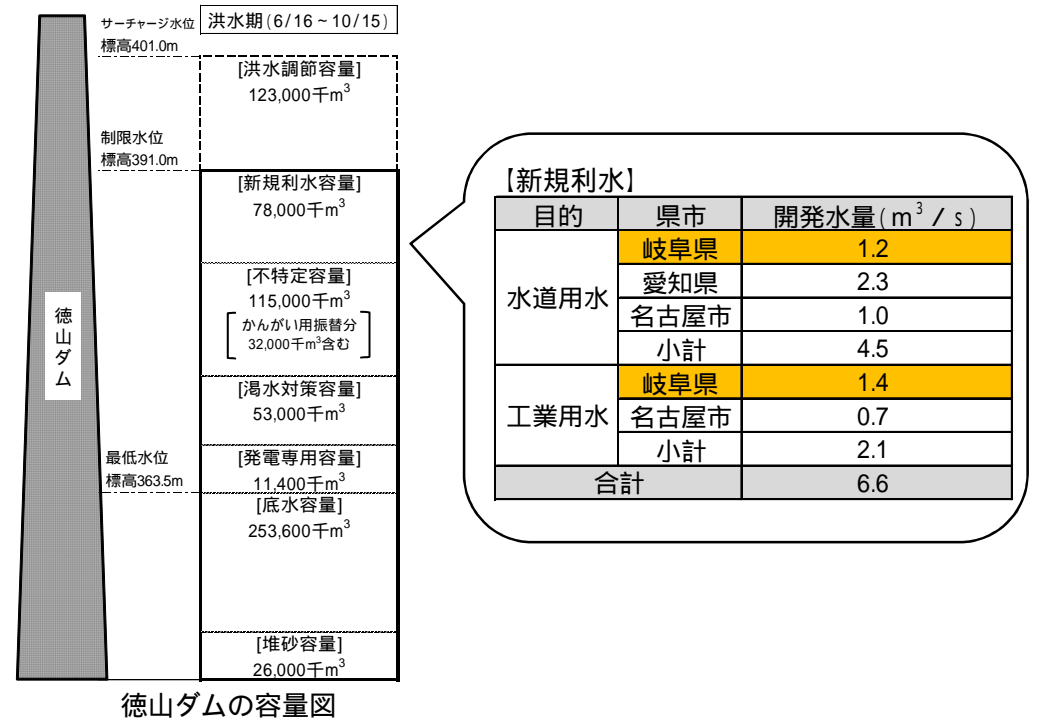 サーチャージ水位
標高401.0m
洪水期(6/16~10/15)
[洪水調節容量]
123,000千m³
制限水位
標高391.0m
[新規利水容量]
78,000千m³
[不特定容量]
115,000千m³
かんがい用振替分
32,000千m³含む
[渇水対策容量]
53,000千m³
最低水位
標高363.5m
[発電専用容量]
11,400千m³
[底水容量]
253,600千m³
[堆砂容量]
26,000千m³
徳山ダム
徳山ダムの容量図
【新規利水】
目的 県市 開発水量(m³/s)
水道用水 岐阜県 1.2
愛知県 2.3
名古屋市 1.0
小計 4.5
工業用水 岐阜県 1.4
名古屋市 0.7
小計 2.1
合計 6.6